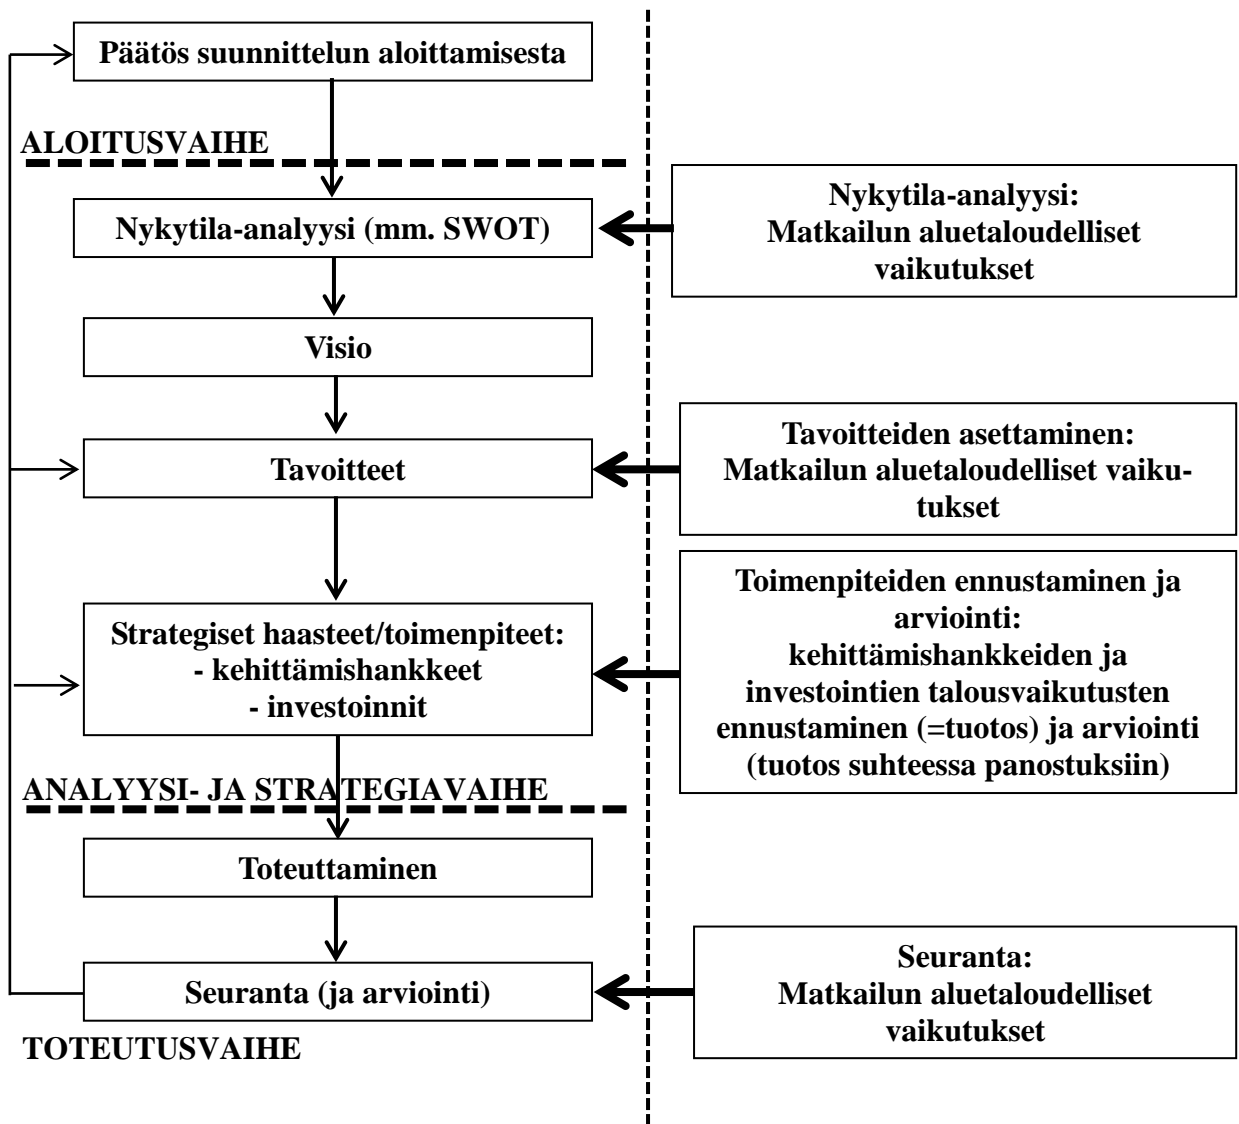 Päätös suunnittelun aloittamisesta
ALOITUSVAIHE
Nykytila-analyysi (mm. SWOT)
Visio
Tavoitteet
Strategiset haasteet/toimenpiteet:
- kehittämishankkeet
- investoinnit
ANALYYSI- JA STRATEGIAVAIHE
Toteuttaminen
Seuranta (ja arviointi)
TOTEUTUSVAIHE
Nykytila-analyysi:
Matkailun aluetaloudelliset
vaikutukset
Tavoitteiden asettaminen:
Matkailun aluetaloudelliset vaiku-
tukset
Toimenpiteiden ennustaminen ja
arviointi:
kehittämishankkeiden ja
investointien talousvaikutusten
ennustaminen (=tuotos) ja arviointi
(tuotos suhteessa panostuksiin)
Seuranta:
Matkailun aluetaloudelliset
vaikutukset